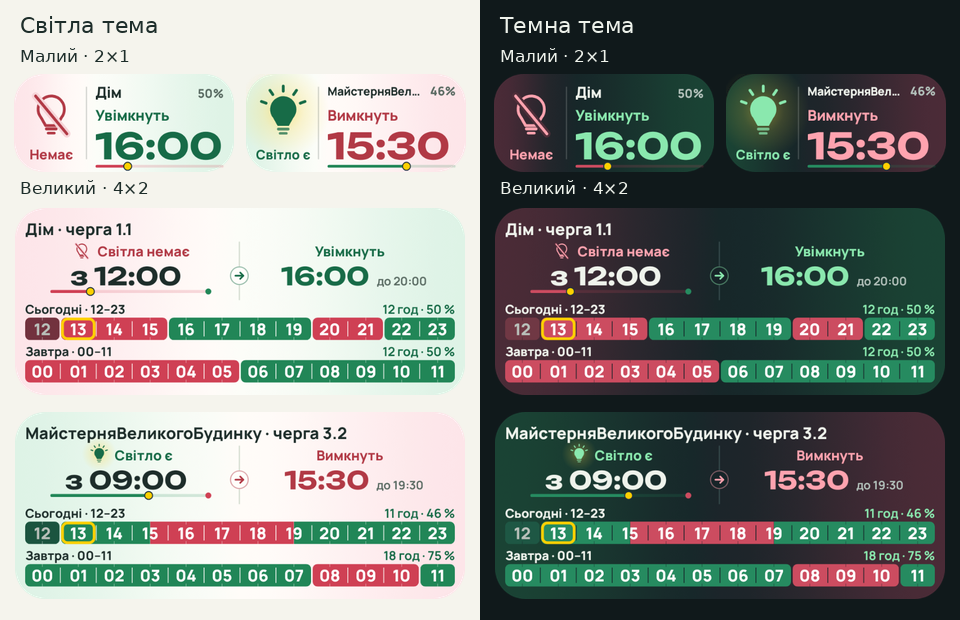 Світла тема
Малий · 2×1
Дім 50%
Увімкнуть
16:00
Немає
МайстерняВел... 46%
Вимкнуть
15:30
Світло є
Великий · 4×2
Дім · черга 1.1
Світла немає Увімкнуть
з 12:00 16:00 до 20:00
Сьогодні · 12–23 12 год · 50 %
12 13 14 15 16 17 18 19 20 21 22 23
Завтра · 00–11 12 год · 50 %
00 01 02 03 04 05 06 07 08 09 10 11
МайстерняВеликогоБудинку · черга 3.2
Світло є Вимкнуть
з 09:00 15:30 до 19:30
Сьогодні · 12–23 11 год · 46 %
12 13 14 15 16 17 18 19 20 21 22 23
Завтра · 00–11 18 год · 75 %
00 01 02 03 04 05 06 07 08 09 10 11
Темна тема
Малий · 2×1
Дім 50%
Увімкнуть
16:00
Немає
МайстерняВел... 46%
Вимкнуть
15:30
Світло є
Великий · 4×2
Дім · черга 1.1
Світла немає Увімкнуть
з 12:00 16:00 до 20:00
Сьогодні · 12–23 12 год · 50 %
12 13 14 15 16 17 18 19 20 21 22 23
Завтра · 00–11 12 год · 50 %
00 01 02 03 04 05 06 07 08 09 10 11
МайстерняВеликогоБудинку · черга 3.2
Світло є Вимкнуть
з 09:00 15:30 до 19:30
Сьогодні · 12–23 11 год · 46 %
12 13 14 15 16 17 18 19 20 21 22 23
Завтра · 00–11 18 год · 75 %
00 01 02 03 04 05 06 07 08 09 10 11